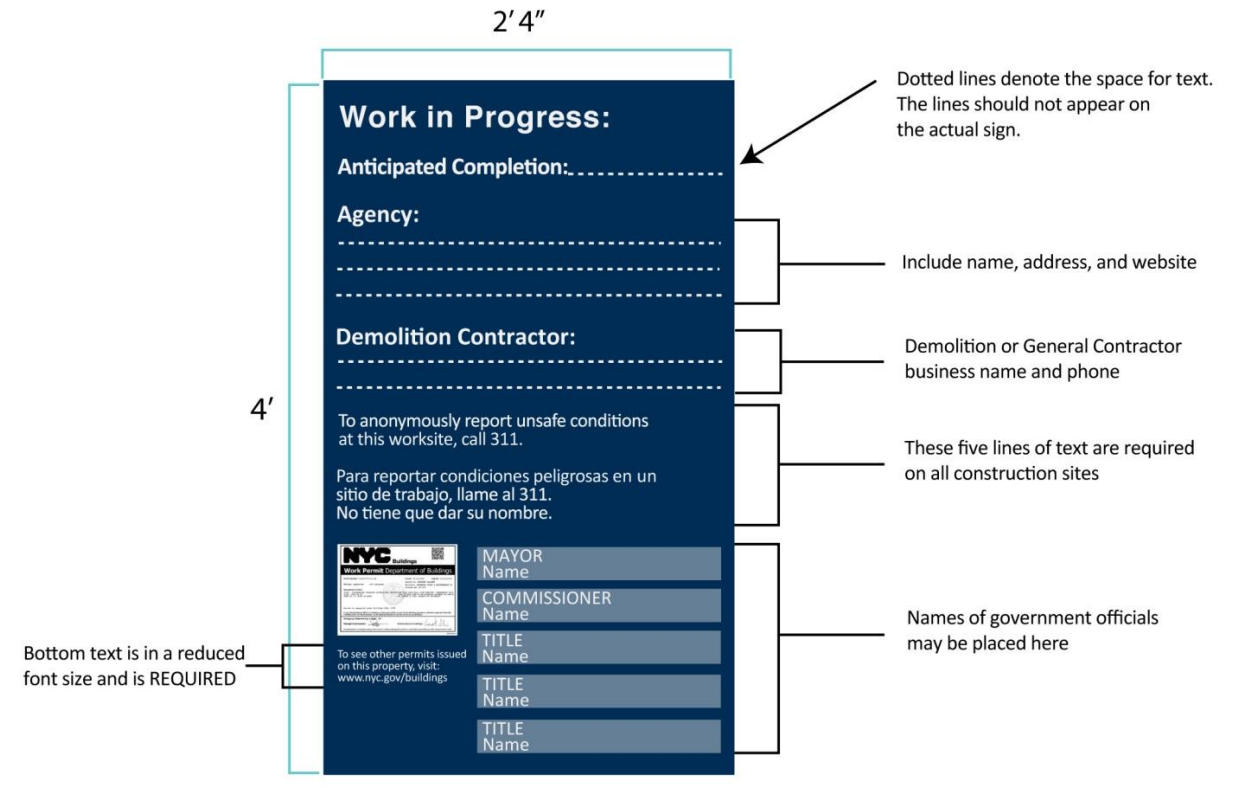 2' 4"
4'
Work in Progress:
Anticipated Completion:
Agency:
Demolition Contractor:
To anonymously report unsafe conditions
at this worksite, call 311.
Para reportar condiciones peligrosas en un
sitio de trabajo, llame al 311.
No tiene que dar su nombre.
NYC Buildings
Work Permit Department of Buildings
To see other permits issued
on this property, visit:
www.nyc.gov/buildings
MAYOR
Name
COMMISSIONER
Name
TITLE
Name
TITLE
Name
TITLE
Name
Dotted lines denote the space for text.
The lines should not appear on
the actual sign.
Include name, address, and website
Demolition or General Contractor
business name and phone
These five lines of text are required
on all construction sites
Names of government officials
may be placed here
Bottom text is in a reduced
font size and is REQUIRED